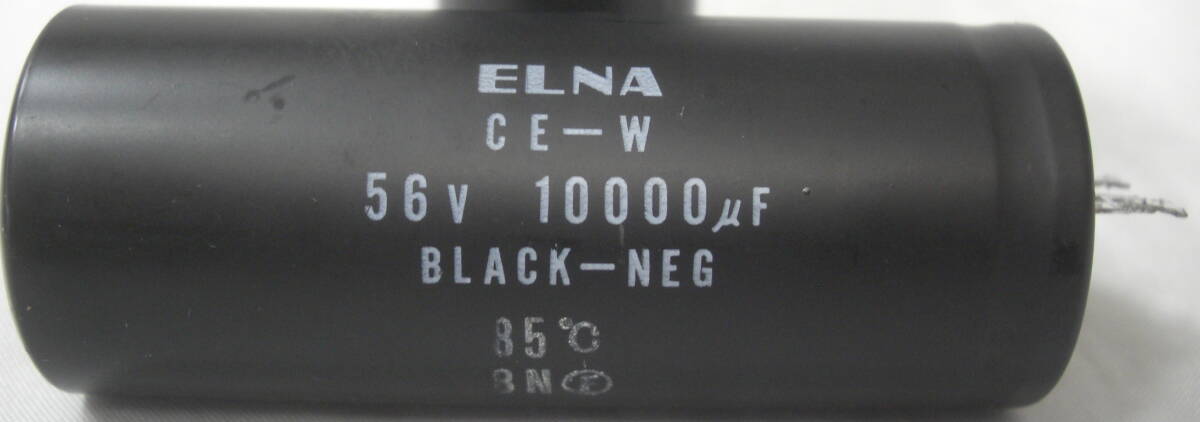 ELNA
CE-W
56V 10000μF
BLACK-NEG
85℃